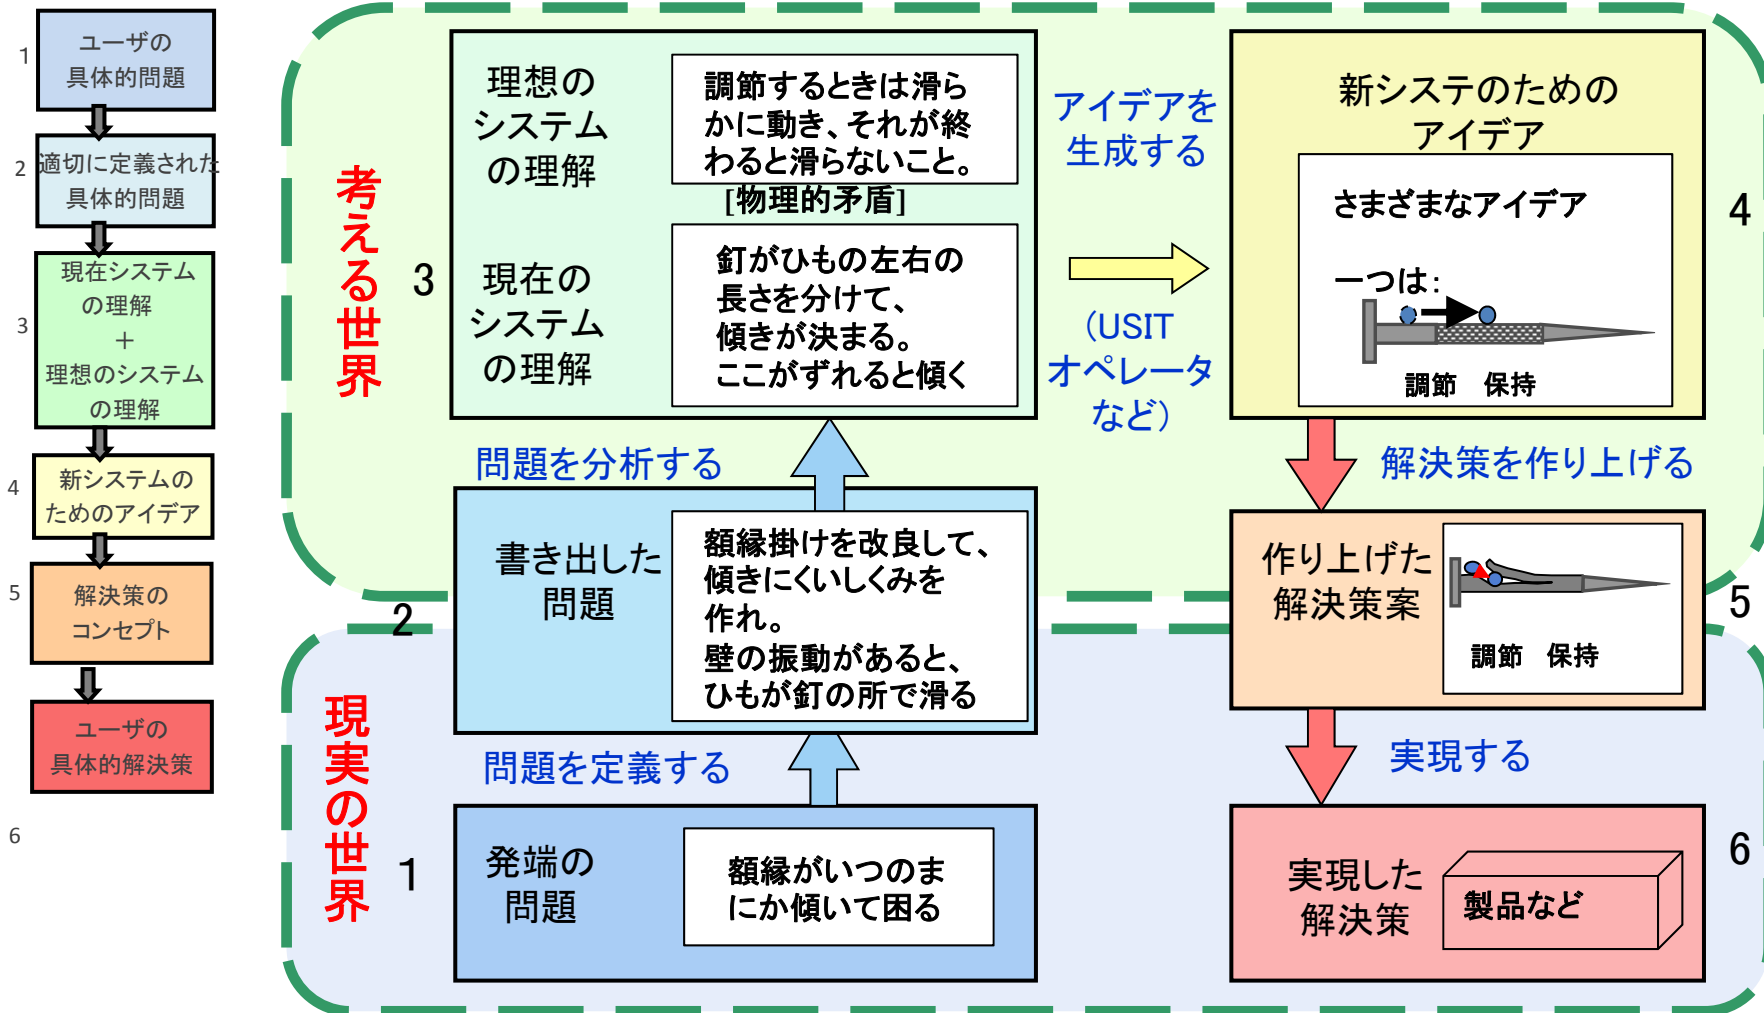 1
ユーザの
具体的問題
2
適切に定義された
具体的問題
3
現在システム
の理解
+
理想のシステム
の理解
4
新システムの
ためのアイデア
5
解決策の
コンセプト
ユーザの
具体的解決策
6
考える世界
3
理想の
システム
の理解
調節するときは滑ら
かに動き、それが終
わると滑らないこと。
[物理的矛盾]
現在の
システム
の理解
釘がひもの左右の
長さを分けて、
傾きが決まる。
ここがずれると傾く
アイデアを
生成する
(USIT
オペレータ
など)
新システのための
アイデア
さまざまなアイデア
一つは:
調節 保持
4
問題を分析する
解決策を作り上げる
2
書き出した
問題
額縁掛けを改良して、
傾きにくいしくみを
作れ。
壁の振動があると、
ひもが釘の所で滑る
作り上げた
解決策案
調節 保持
5
現実の世界
問題を定義する
実現する
1
発端の
問題
額縁がいつのま
にか傾いて困る
実現した
解決策
製品など
6